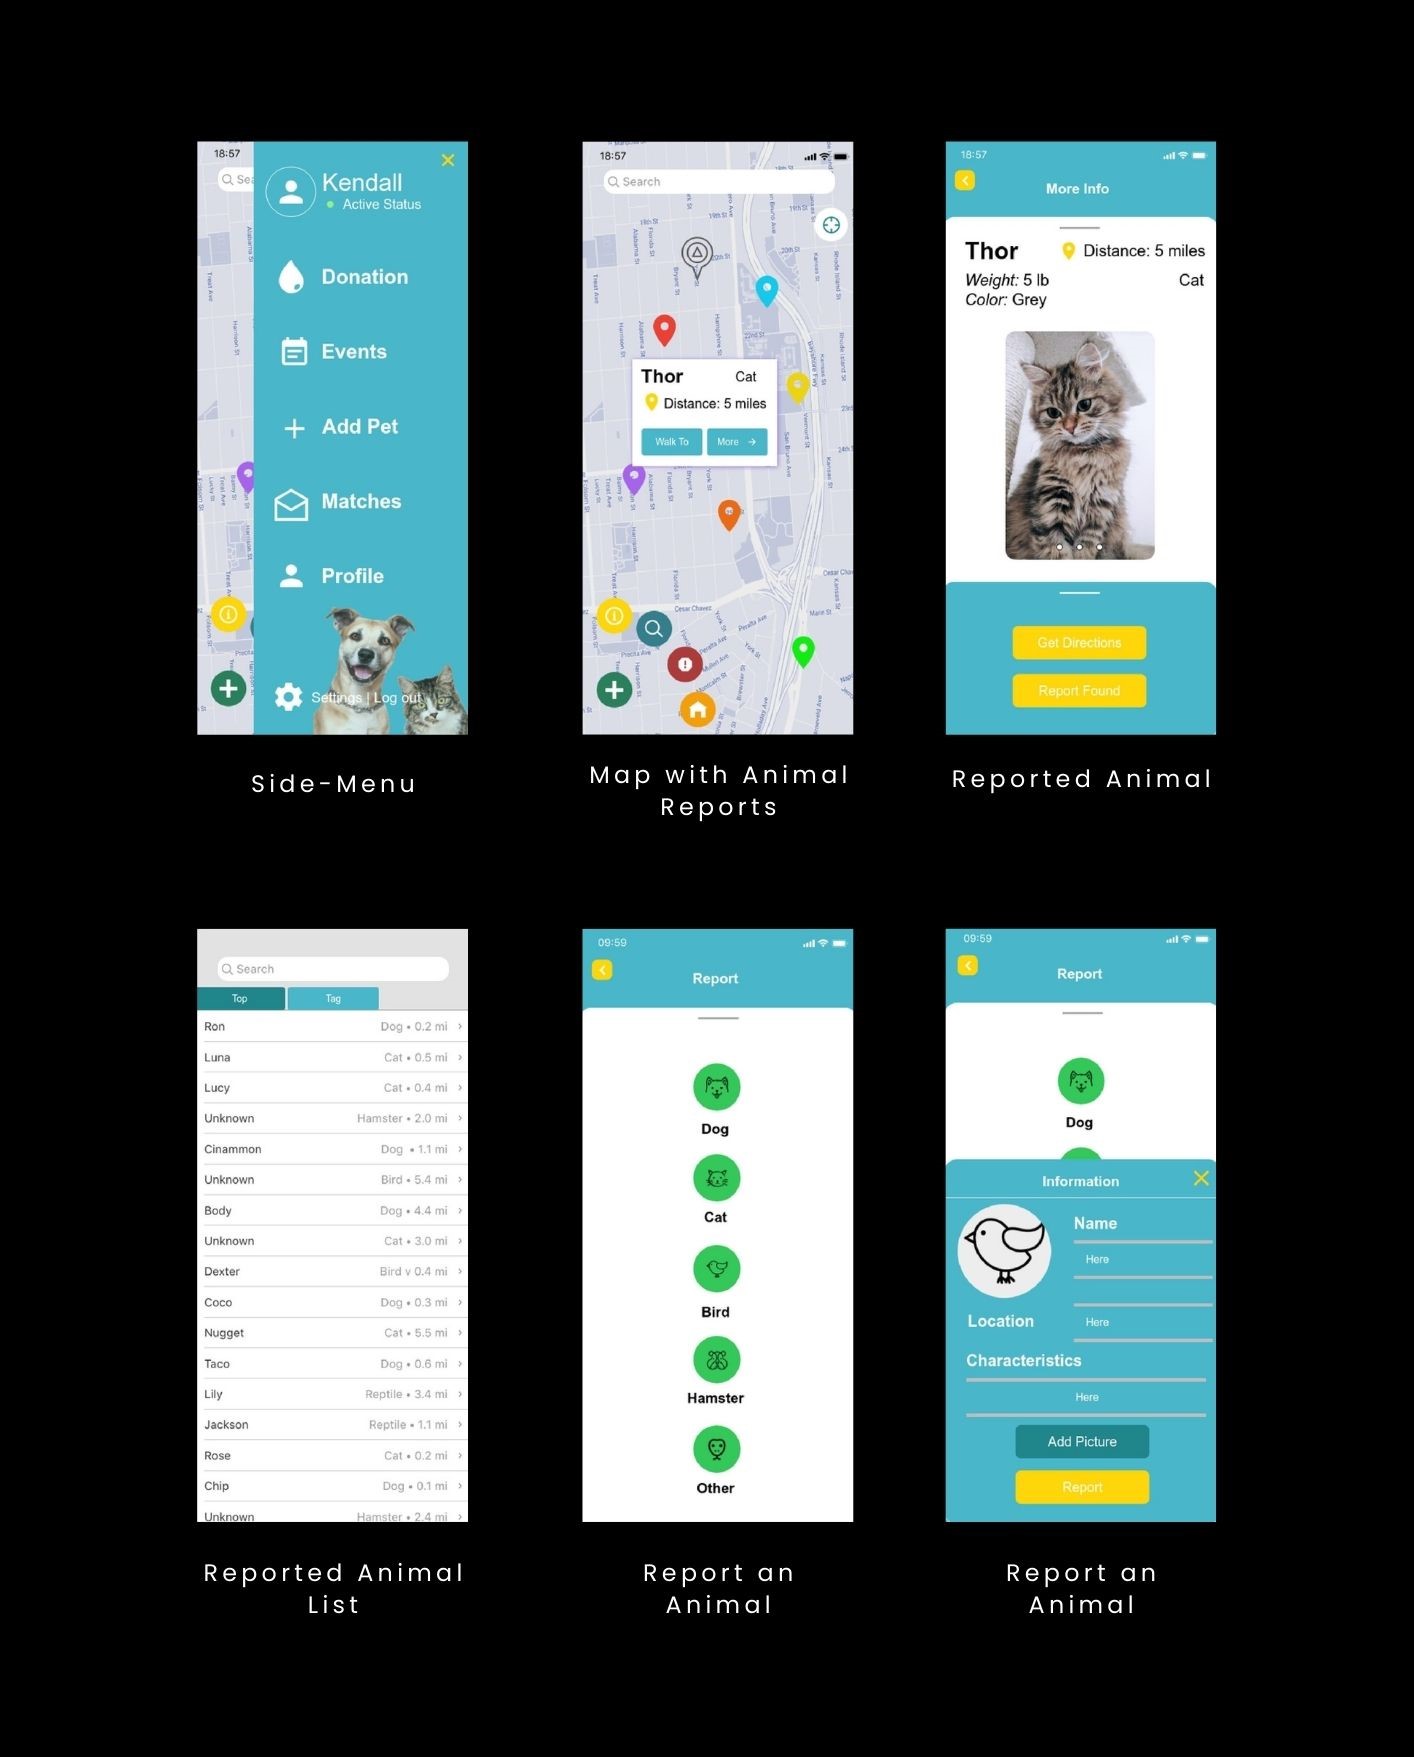 18:57
Sea
Kendall
Active Status
Donation
Events
Add Pet
Matches
Profile
Settings | Log out
Side-Menu
18:57
Search
Thor Cat
Distance: 5 miles
Walk To More
Cesar Chavez
Map with Animal
Reports
18:57
More Info
Thor Distance: 5 miles
Weight: 5 lb Cat
Color: Grey
Get Directions
Report Found
Reported Animal
Search
Top Tag
Ron Dog • 0.2 mi
Luna Cat • 0.5 mi
Lucy Cat • 0.4 mi
Unknown Hamster • 2.0 mi
Cinammon Dog • 1.1 mi
Unknown Bird • 5.4 mi
Body Dog • 4.4 mi
Unknown Cat • 3.0 mi
Dexter Bird v 0.4 mi
Coco Dog • 0.3 mi
Nugget Cat • 5.5 mi
Taco Dog • 0.6 mi
Lily Reptile • 3.4 mi
Jackson Reptile • 1.1 mi
Rose Cat • 0.2 mi
Chip Dog • 0.1 mi
Unknown Hamster • 2.4 mi
Reported Animal
List
09:59
Report
Dog
Cat
Bird
Hamster
Other
Report an
Animal
09:59
Report
Dog
Information
Name
Here
Location
Here
Characteristics
Here
Add Picture
Report
Report an
Animal